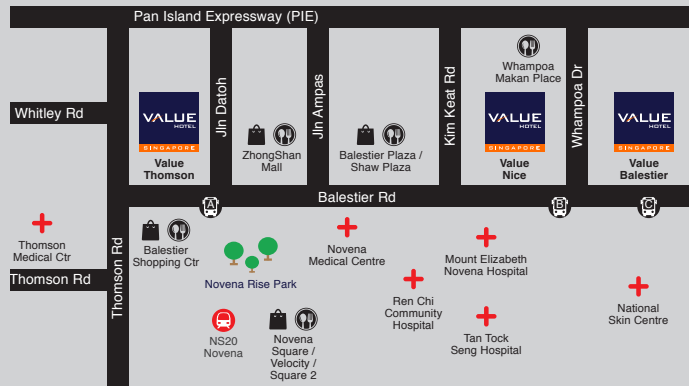 Pan Island Expressway (PIE)
Whitley Rd
VALUE
HOTEL
SINGAPORE
Value
Thomson
Jln Datoh
ZhongShan
Mall
Jln Ampas
Balestier Plaza /
Shaw Plaza
Kim Keat Rd
Whampoa
Makan Place
VALUE
HOTEL
SINGAPORE
Value
Nice
Whampoa Dr
VALUE
HOTEL
SINGAPORE
Value
Balestier
Balestier Rd
A
B
C
Thomson
Medical Ctr
Thomson Rd
Thomson Rd
Balestier
Shopping Ctr
Novena Rise Park
Novena
Medical Centre
Mount Elizabeth
Novena Hospital
Ren Chi
Community
Hospital
National
Skin Centre
NS20
Novena
Novena
Square /
Velocity /
Square 2
Tan Tock
Seng Hospital